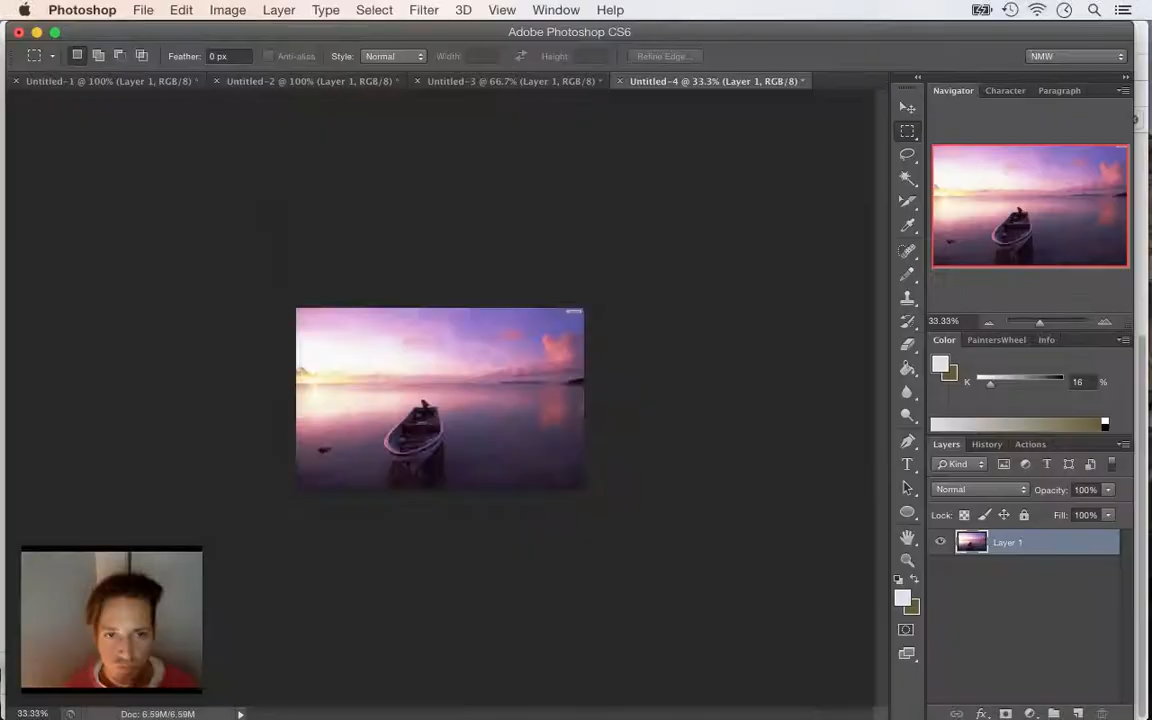 Photoshop File Edit Image Layer Type Select Filter 3D View Window Help
Adobe Photoshop CS6
Feather: 0 px Anti-alias Style: Normal Width: Height: Refine Edge... NMW
Untitled-1 @ 100% (Layer 1, RGB/8) * Untitled-2 @ 100% (Layer 1, RGB/8) * Untitled-3 @ 66.7% (Layer 1, RGB/8) * Untitled-4 @ 33.3% (Layer 1, RGB/8) *
Navigator Character Paragraph
33.33%
Color PaintersWheel Info
K 16 %
Layers History Actions
Kind
Normal Opacity: 100%
Lock: Fill: 100%
Layer 1
33.33% Doc: 6.59M/6.59M